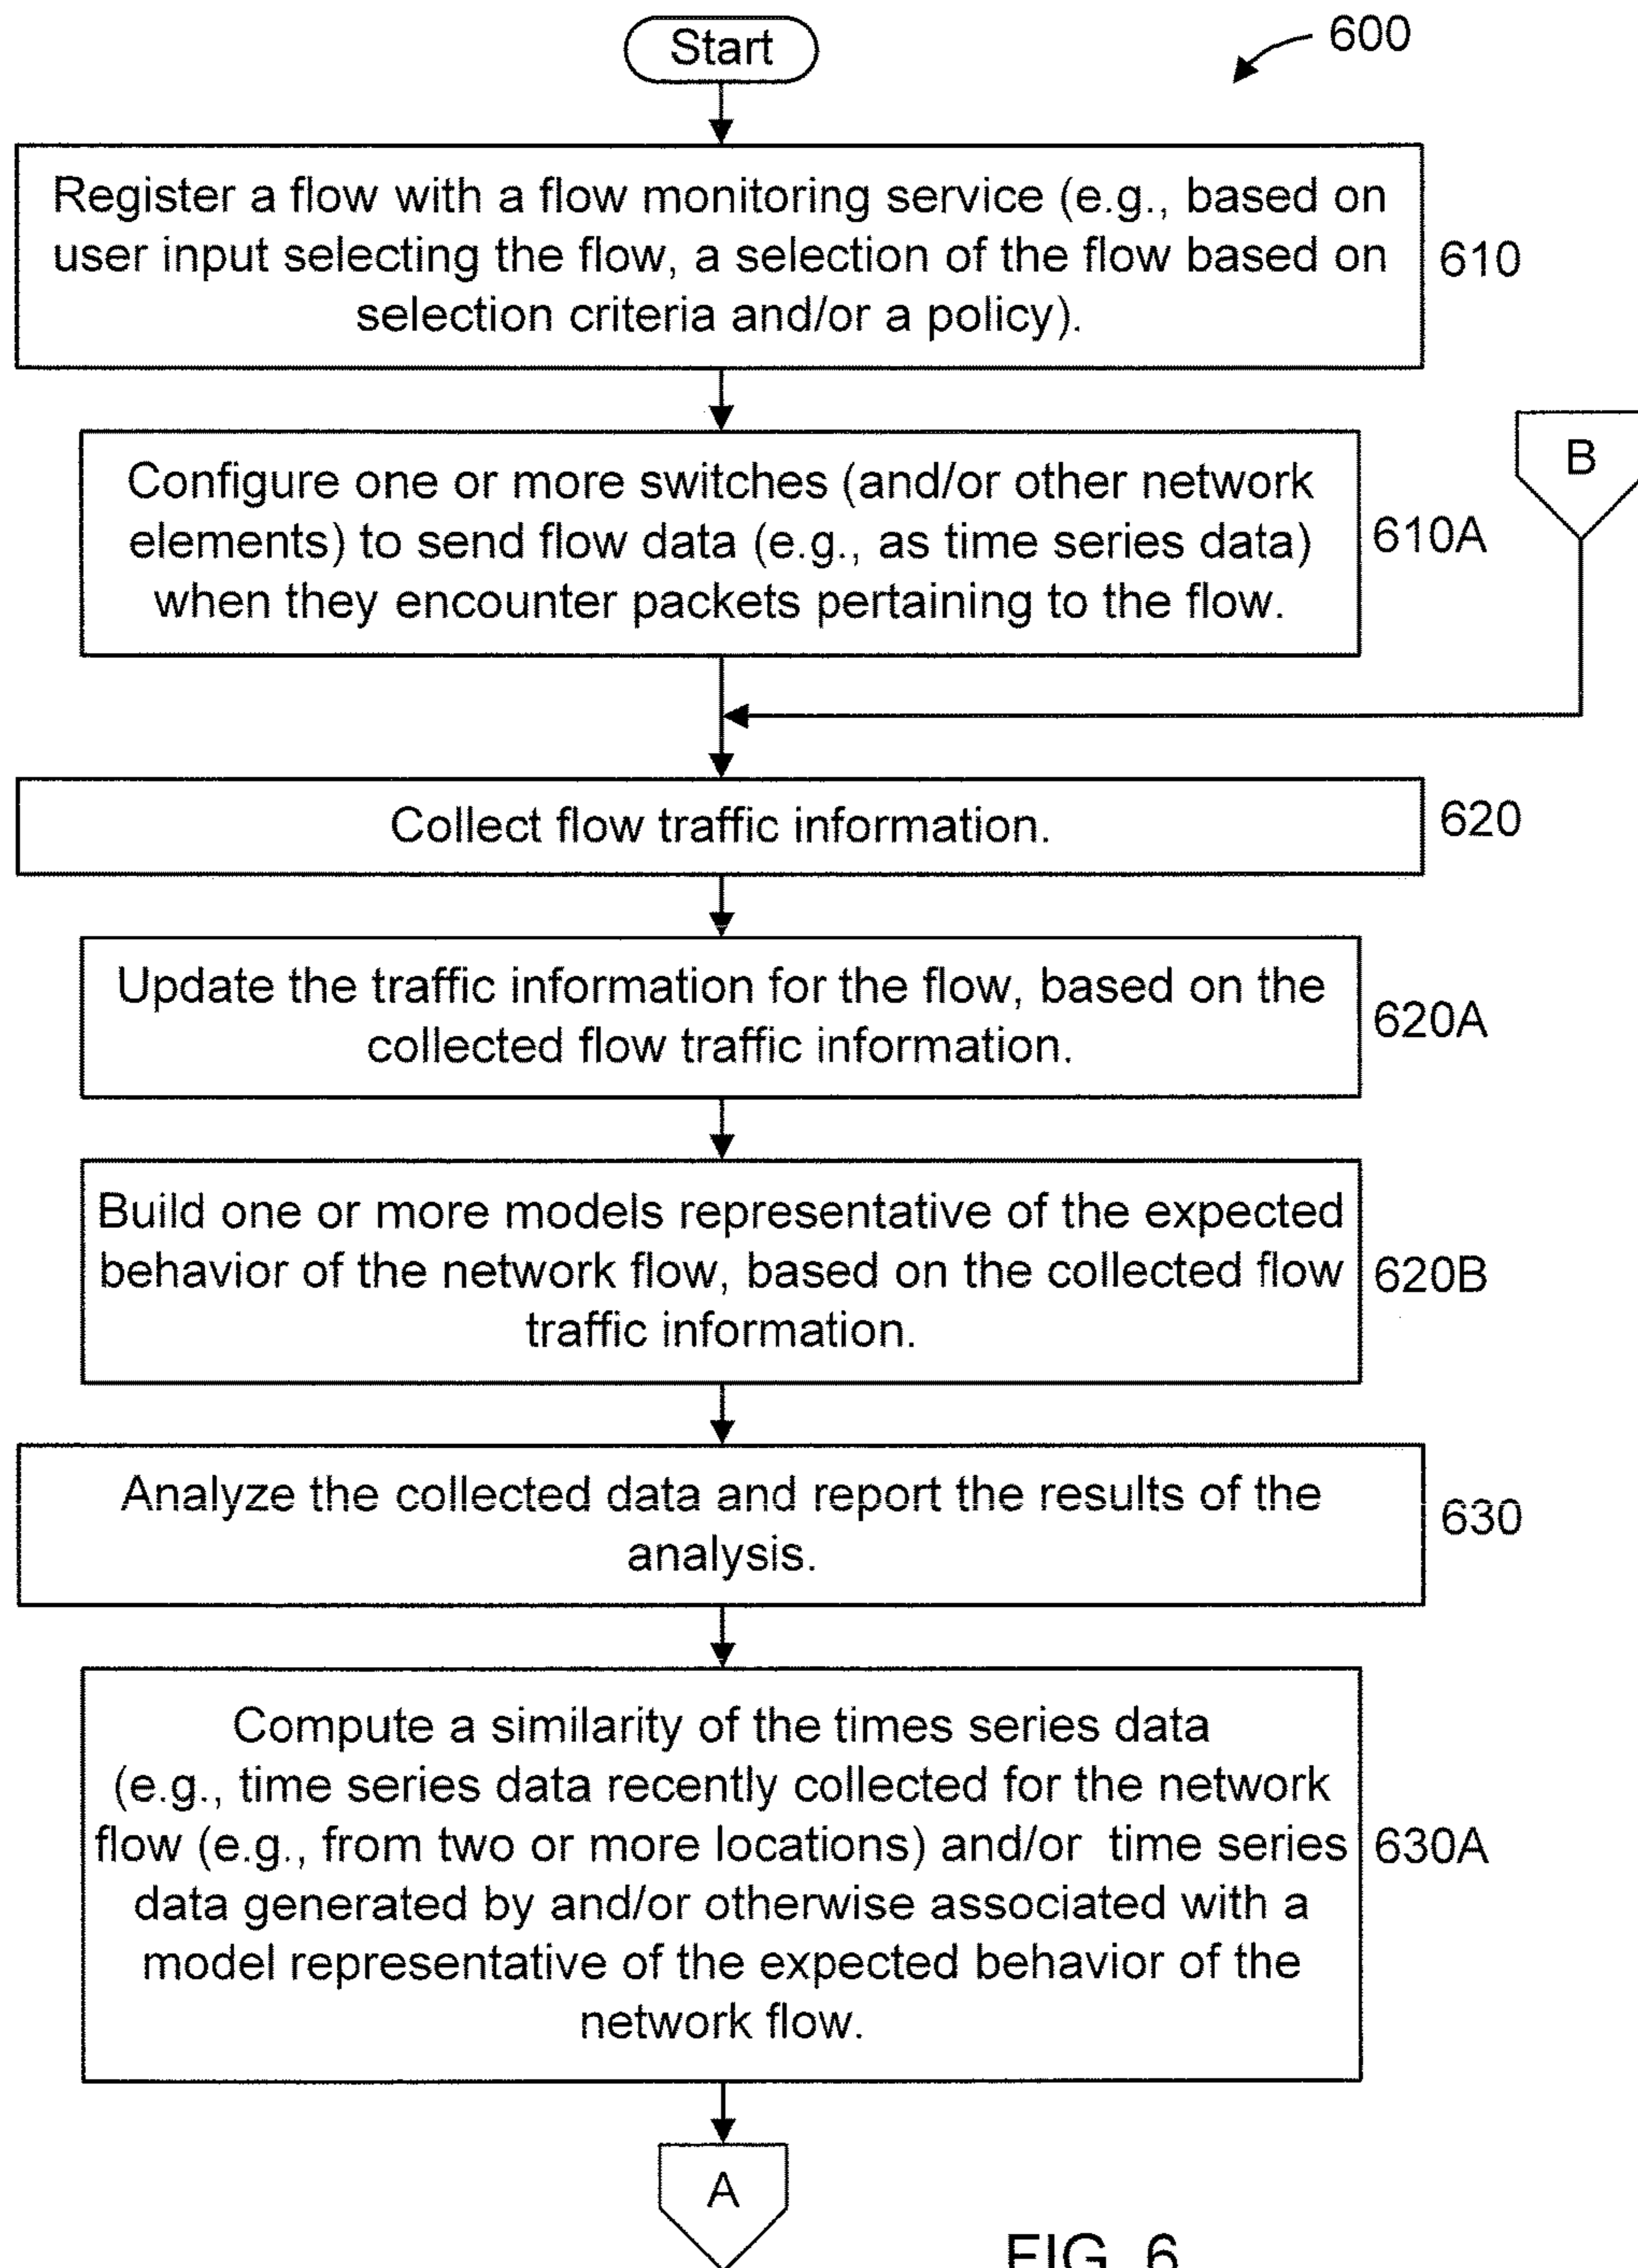 Start
600
Register a flow with a flow monitoring service (e.g., based on
user input selecting the flow, a selection of the flow based on
selection criteria and/or a policy).
610
Configure one or more switches (and/or other network
elements) to send flow data (e.g., as time series data)
when they encounter packets pertaining to the flow.
610A
B
Collect flow traffic information.
620
Update the traffic information for the flow, based on the
collected flow traffic information.
620A
Build one or more models representative of the expected
behavior of the network flow, based on the collected flow
traffic information.
620B
Analyze the collected data and report the results of the
analysis.
630
Compute a similarity of the times series data
(e.g., time series data recently collected for the network
flow (e.g., from two or more locations) and/or time series
data generated by and/or otherwise associated with a
model representative of the expected behavior of the
network flow.
630A
A
FIG. 6